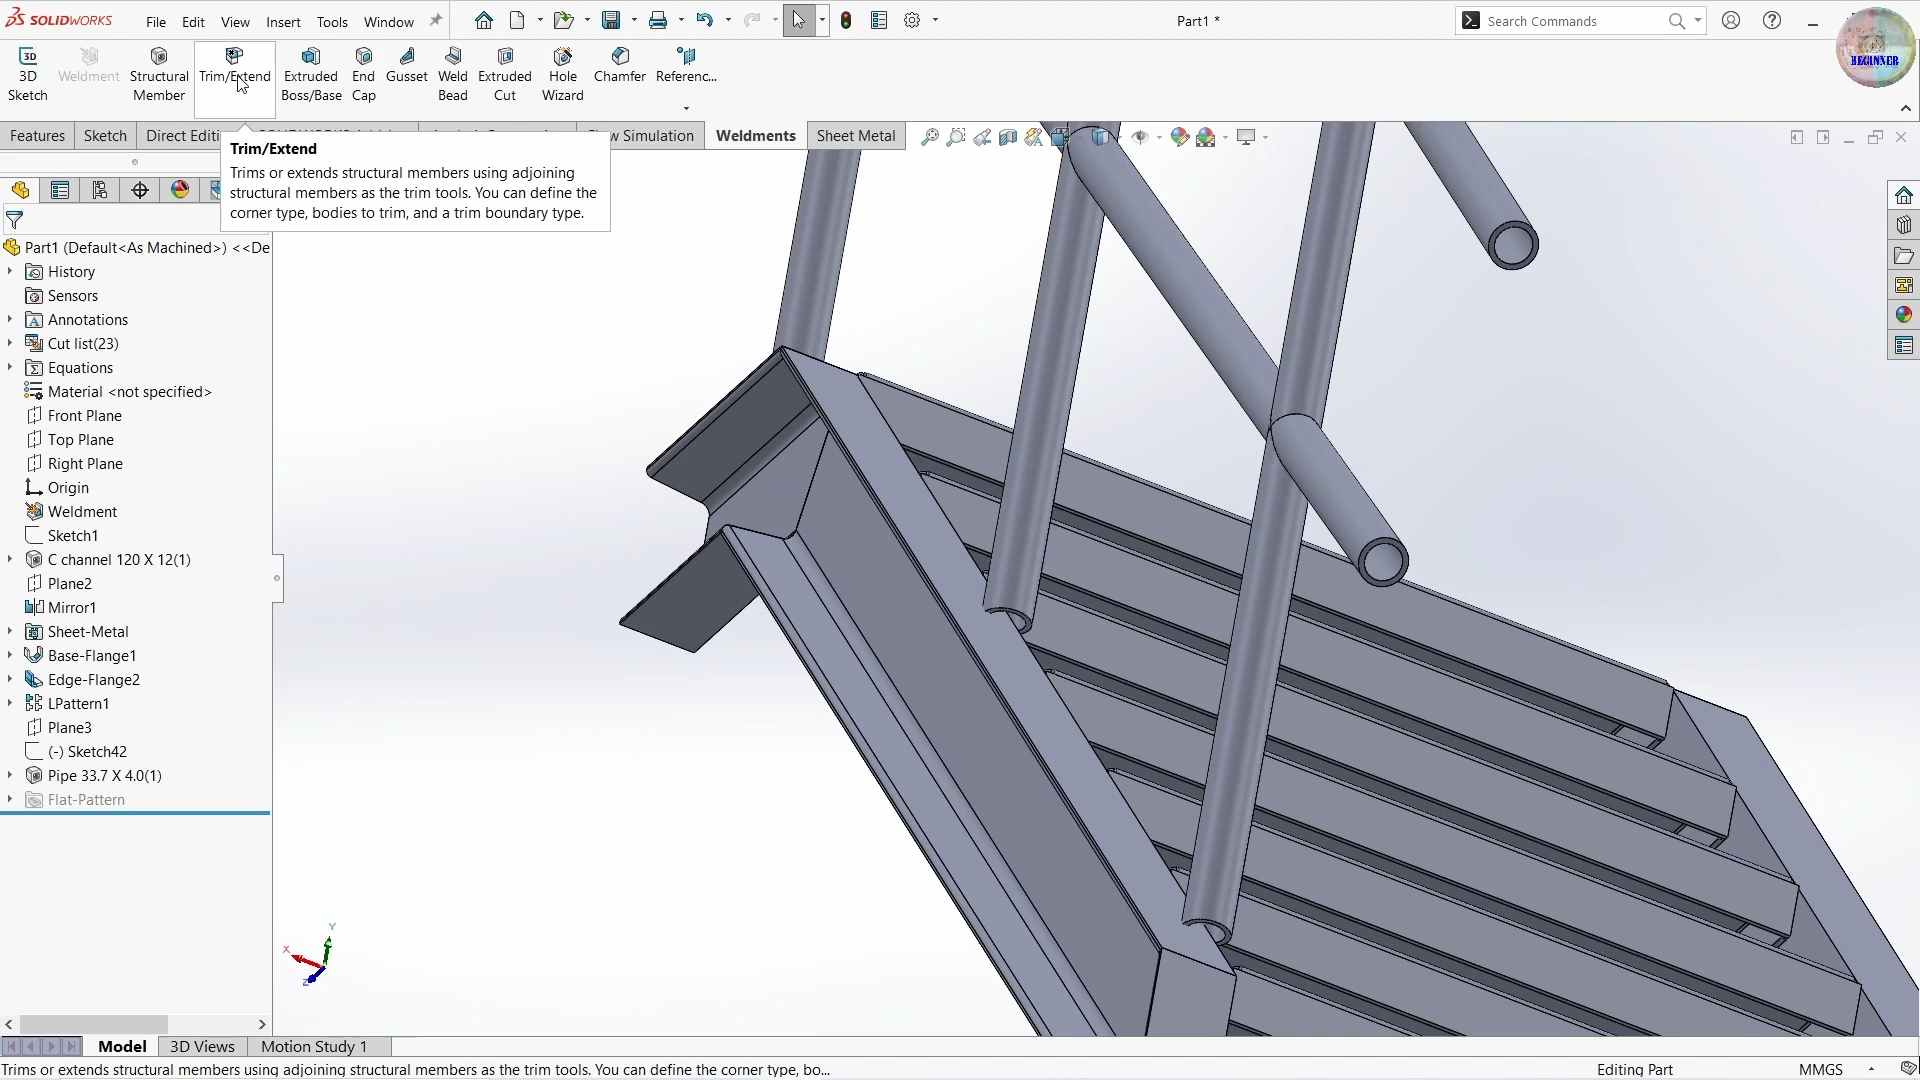 SOLIDWORKS
File Edit View Insert Tools Window
Part1 *
Search Commands
BEGINNER
3D Sketch
Weldment
Structural Member
Trim/Extend
Extruded Boss/Base
End Cap
Gusset
Weld Bead
Extruded Cut
Hole Wizard
Chamfer
Referenc...
Features
Sketch
Direct Editi
Flow Simulation
Weldments
Sheet Metal
Trim/Extend
Trims or extends structural members using adjoining
structural members as the trim tools. You can define the
corner type, bodies to trim, and a trim boundary type.
Part1 (Default<As Machined>) <<De
History
Sensors
Annotations
Cut list(23)
Equations
Material <not specified>
Front Plane
Top Plane
Right Plane
Origin
Weldment
Sketch1
C channel 120 X 12(1)
Plane2
Mirror1
Sheet-Metal
Base-Flange1
Edge-Flange2
LPattern1
Plane3
(-) Sketch42
Pipe 33.7 X 4.0(1)
Flat-Pattern
Y
X
Z
Model
3D Views
Motion Study 1
Trims or extends structural members using adjoining structural members as the trim tools. You can define the corner type, bo...
Editing Part
MMGS